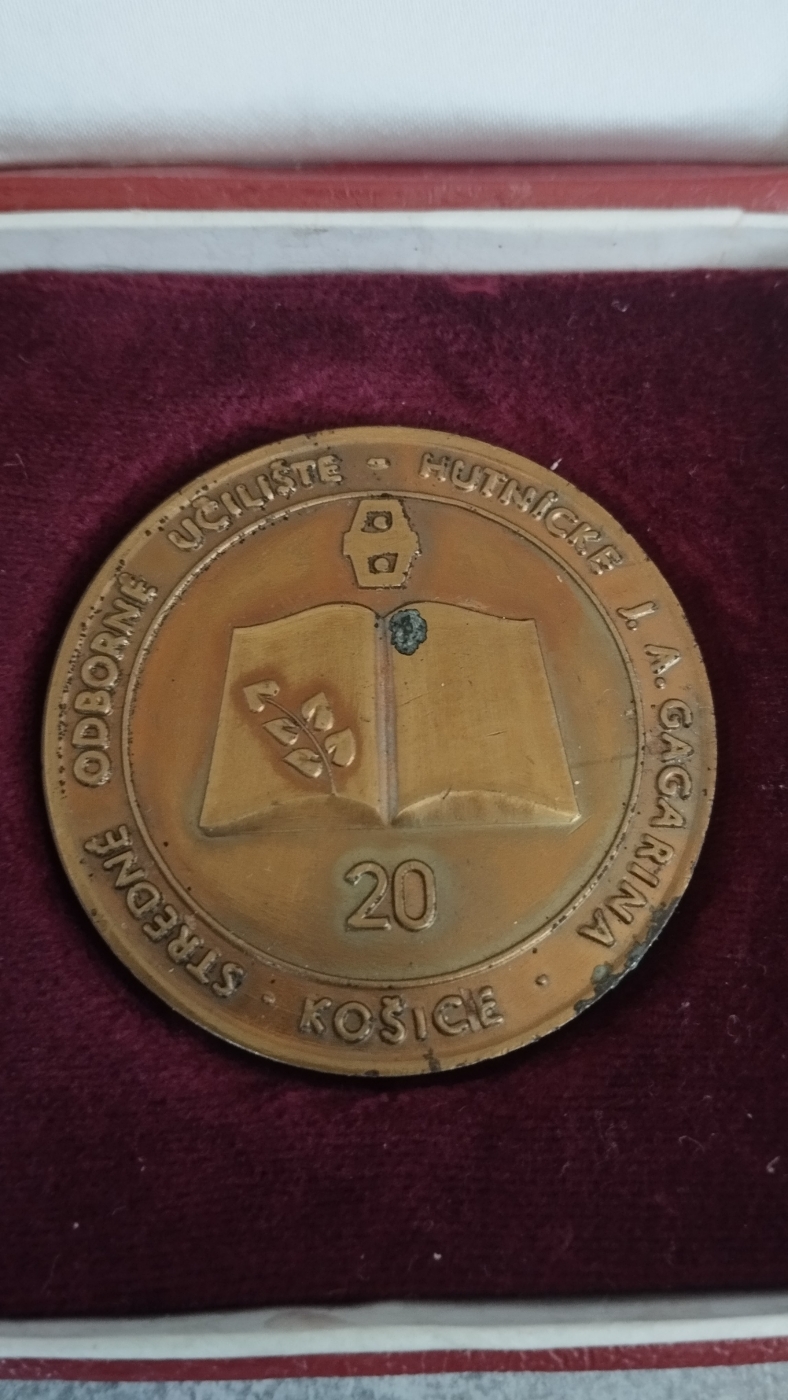 STREDNÉ ODBORNÉ UČILIŠTE - HUTNÍCKE J. A. GAGARINA · KOŠICE ·
20